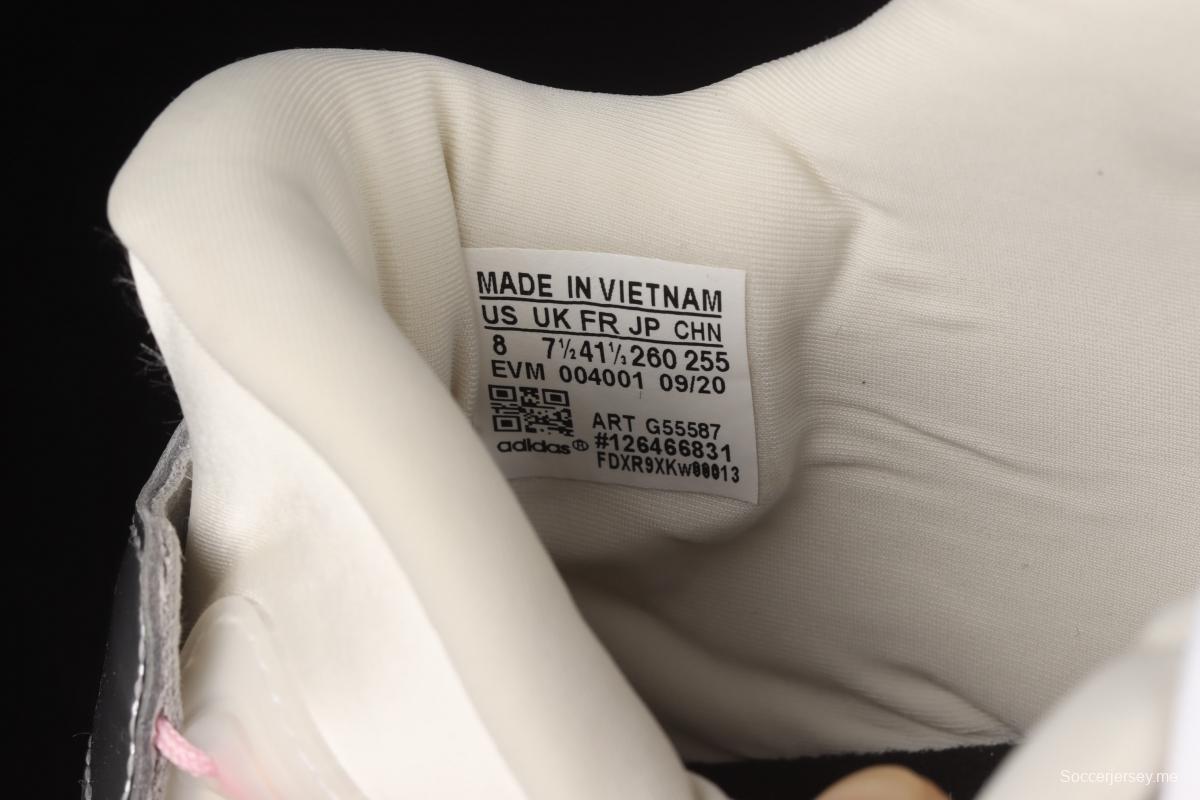 MADE IN VIETNAM
US UK FR JP CHN
8 7½ 41⅓ 260 255
EVM 004001 09/20
ART G55587
#126466831
adidas®
FDXR9XKw00013
Soccerjersey.me